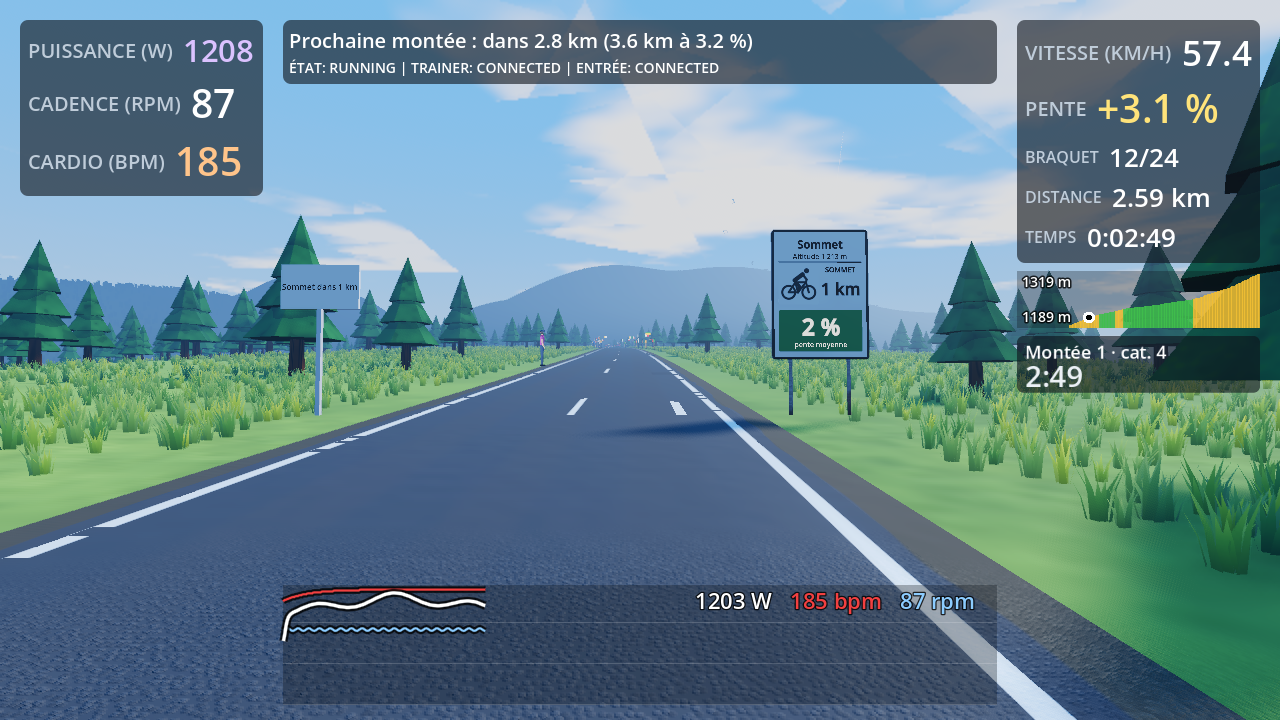 PUISSANCE (W) 1208
CADENCE (RPM) 87
CARDIO (BPM) 185
Prochaine montée : dans 2.8 km (3.6 km à 3.2 %)
ÉTAT: RUNNING | TRAINER: CONNECTED | ENTRÉE: CONNECTED
VITESSE (KM/H) 57.4
PENTE +3.1 %
BRAQUET 12/24
DISTANCE 2.59 km
TEMPS 0:02:49
1319 m
1189 m
Montée 1 · cat. 4
2:49
Sommet dans 1 km
Sommet
Altitude 1 213 m
SOMMET
1 km
2 %
pente moyenne
1203 W 185 bpm 87 rpm